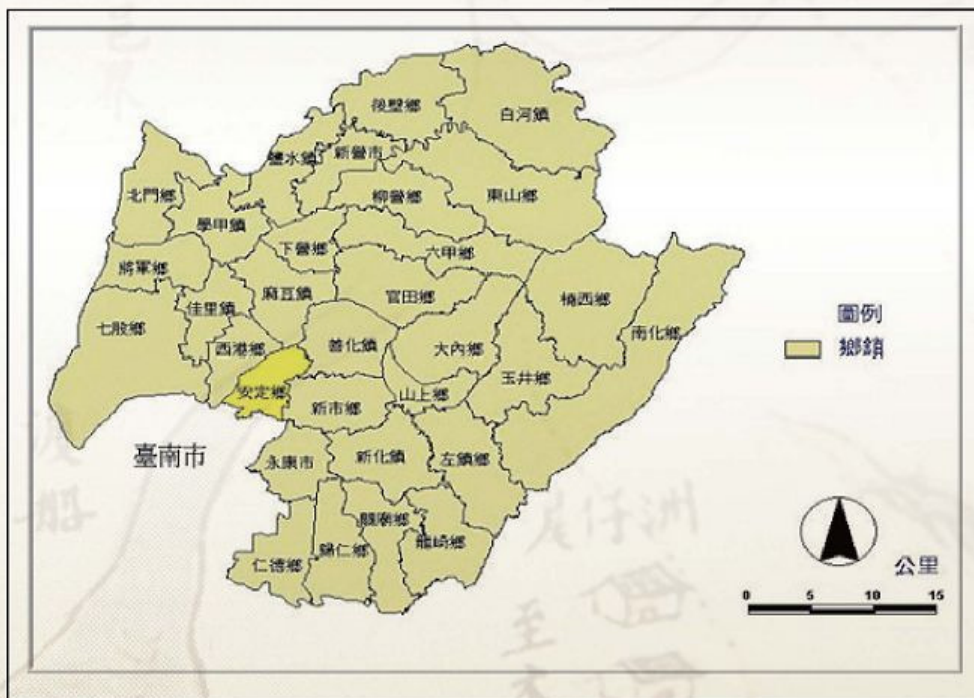 後壁鄉
白河鎮
鹽水鎮
新營市
北門鄉
柳營鄉
東山鄉
學甲鎮
下營鄉
六甲鄉
將軍鄉
麻豆鎮
官田鄉
楠西鄉
佳里鎮
七股鄉
南化鄉
西港鄉
善化鎮
大內鄉
玉井鄉
安定鄉
新市鄉
山上鄉
臺南市
永康市
新化鎮
左鎮鄉
關廟鄉
龍崎鄉
仁德鄉
歸仁鄉
圖例
鄉鎮
公里
0 5 10 15
尾仔洲
至